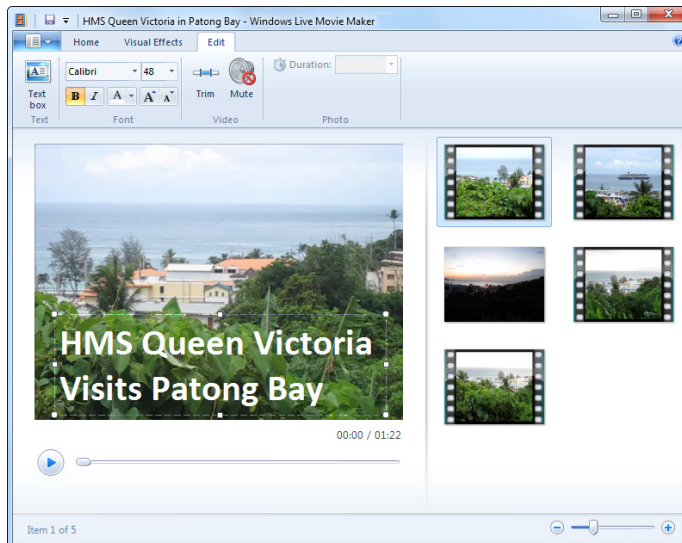 HMS Queen Victoria in Patong Bay - Windows Live Movie Maker
Home Visual Effects Edit
Calibri 48
Duration:
Text box
B I A A A
Trim Mute
Text Font Video Photo
HMS Queen Victoria
Visits Patong Bay
00:00 / 01:22
Item 1 of 5